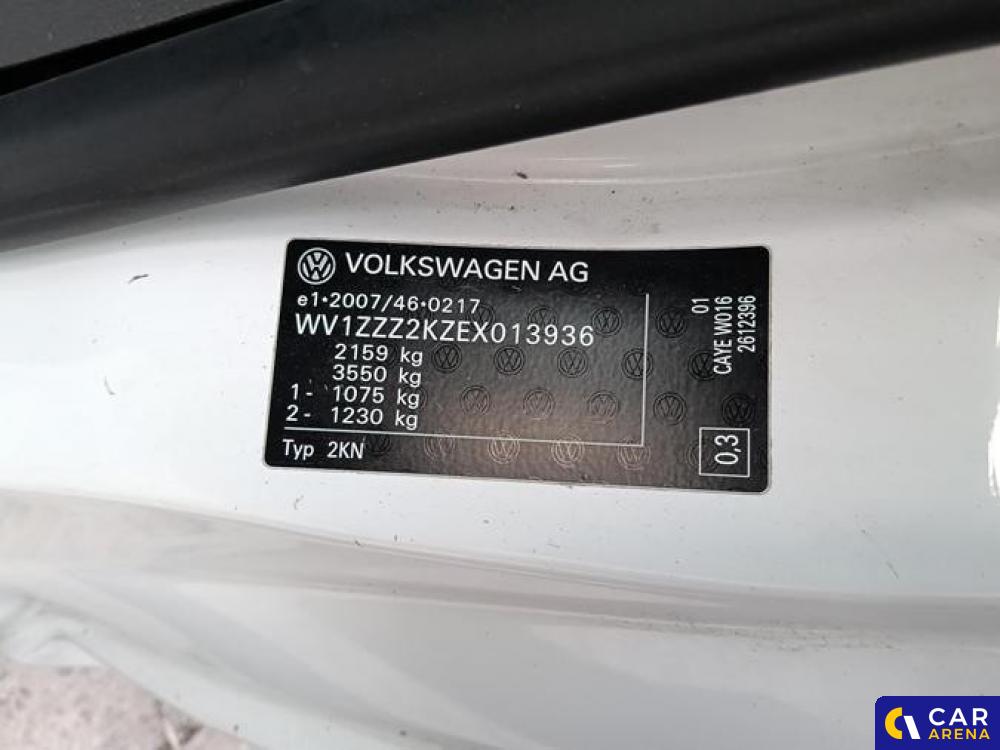 VOLKSWAGEN AG
e1•2007/46•0217
WV1ZZZ2KZEX013936
2159 kg
3550 kg
1- 1075 kg
2- 1230 kg
Typ 2KN
01
CAYE W016
2612396
0,3
CAR
ARENA